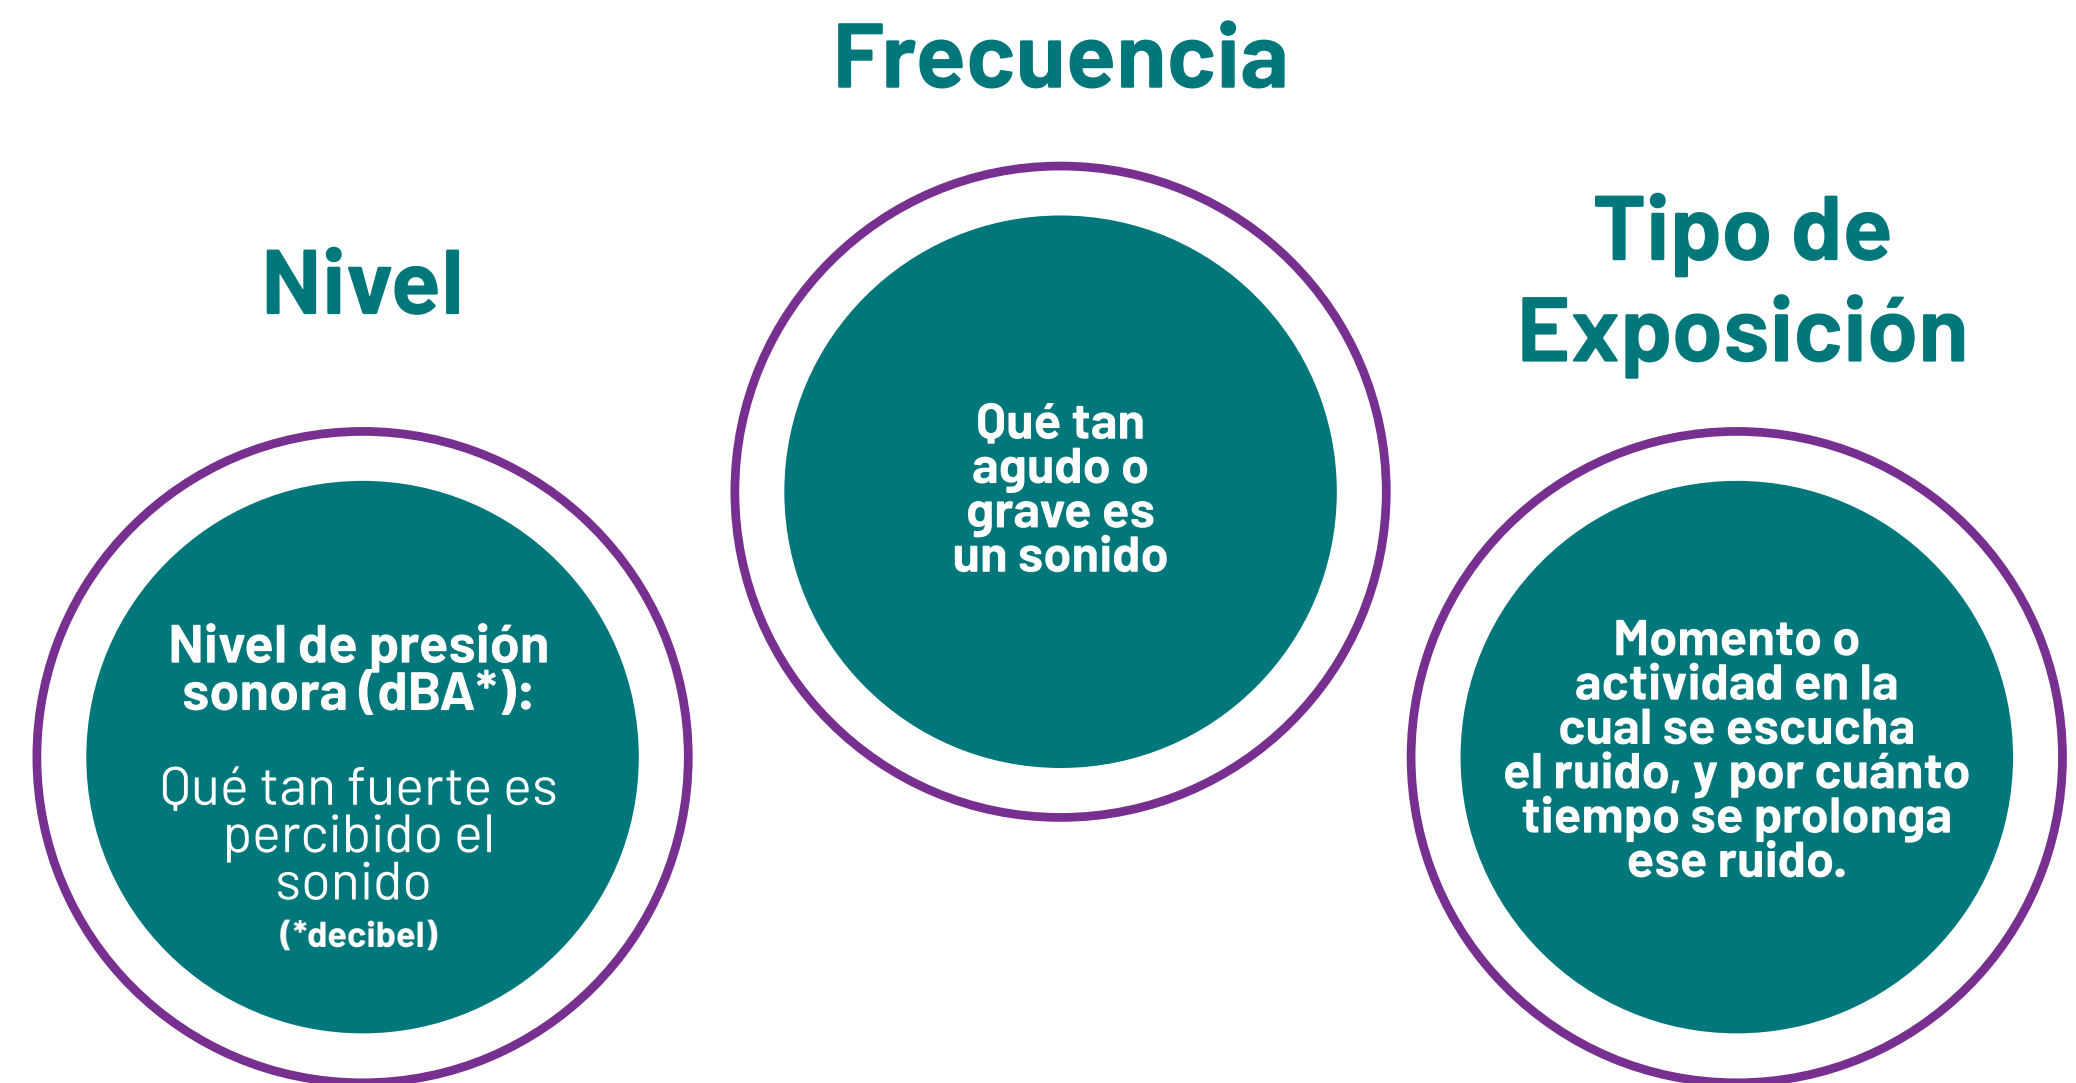 Nivel
Nivel de presión
sonora (dBA*):
Qué tan fuerte es
percibido el
sonido
(*decibel)
Frecuencia
Qué tan
agudo o
grave es
un sonido
Tipo de
Exposición
Momento o
actividad en la
cual se escucha
el ruido, y por cuánto
tiempo se prolonga
ese ruido.